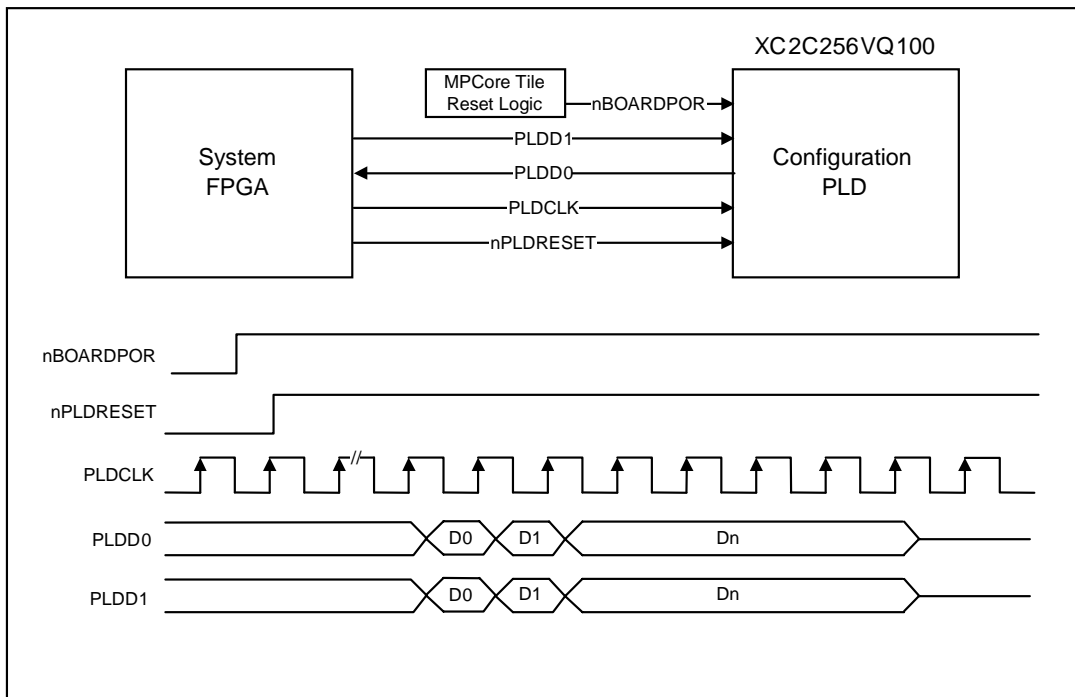 XC2C256VQ100
MPCore Tile
Reset Logic
nBOARDPOR
PLDD1
System
FPGA
Configuration
PLD
PLDD0
PLDCLK
nPLDRESET
nBOARDPOR
nPLDRESET
//
PLDCLK
PLDD0
D0
D1
Dn
PLDD1
D0
D1
Dn